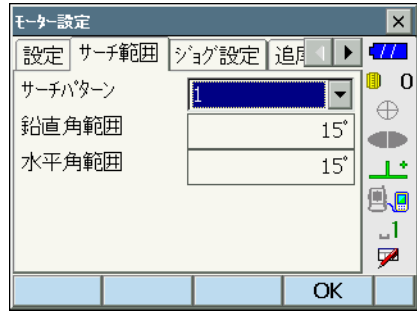 モーター設定
設定 サーチ範囲 ジョグ設定
サーチパターン 1
鉛直角範囲 15°
水平角範囲 15°
0
1
OK